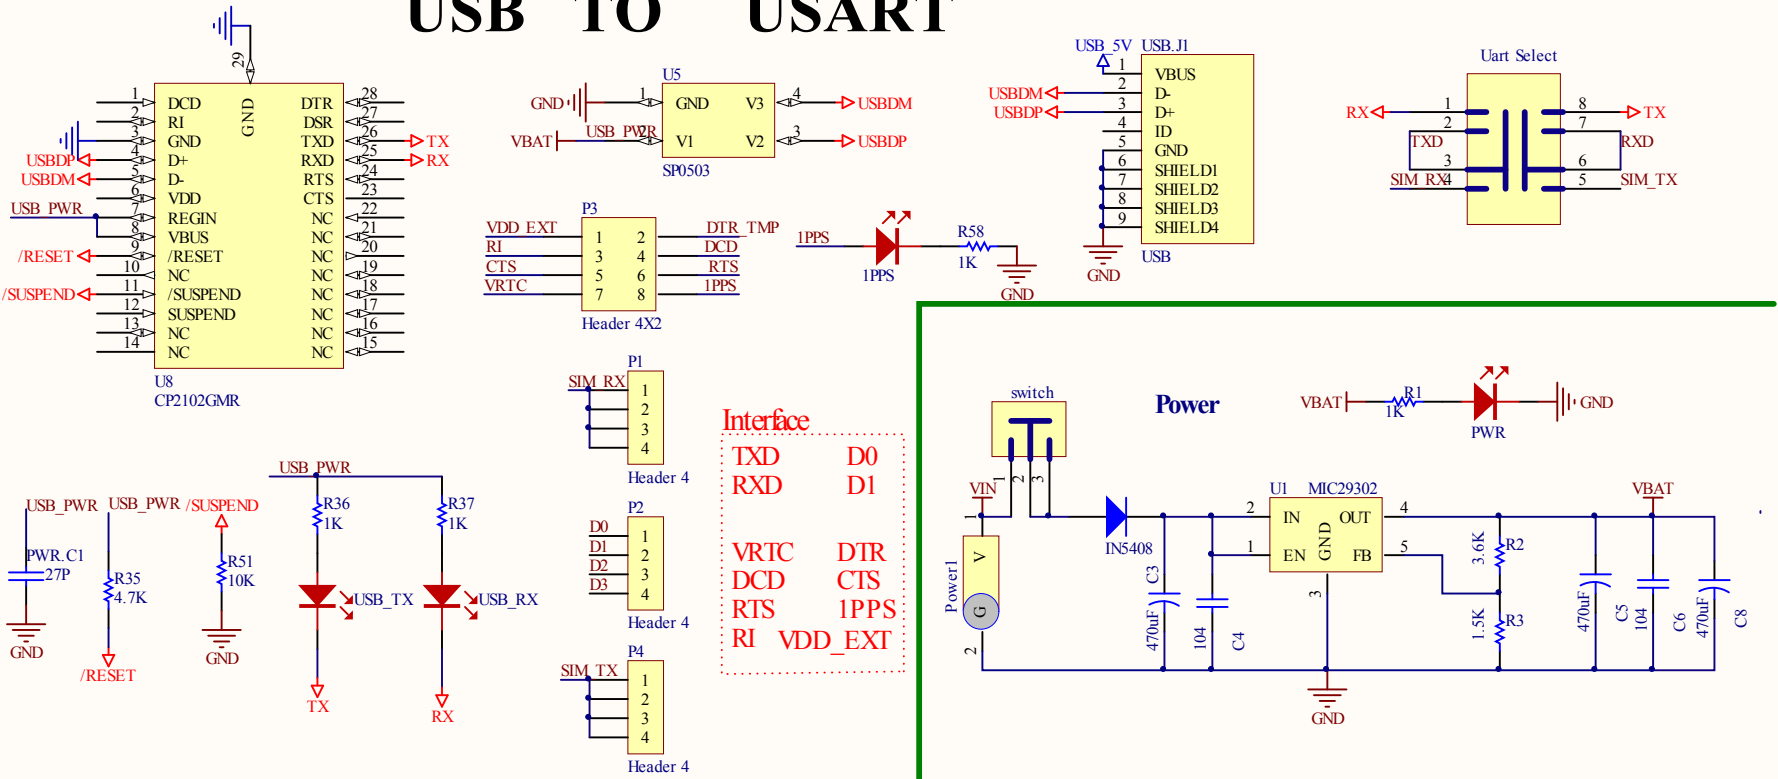 USB TO USART
29
GND
1 DCD DTR 28
2 RI DSR 27
3 GND TXD 26 TX
USBDP 4 D+ RXD 25 RX
USBDM 5 D- RTS 24
6 VDD CTS 23
USB_PWR 7 REGIN NC 22
8 VBUS NC 21
/RESET 9 /RESET NC 20
10 NC NC 19
/SUSPEND 11 /SUSPEND NC 18
12 SUSPEND NC 17
13 NC NC 16
14 NC NC 15
U8
CP2102GMR
U5
GND 1 GND V3 4 USBDM
VBAT USB_PWR 2 V1 V2 3 USBDP
SP0503
P3
VDD_EXT 1 2 DTR_TMP
RI 3 4 DCD
CTS 5 6 RTS
VRTC 7 8 1PPS
Header 4X2
1PPS
1PPS
R58
1K
GND
USB_5V USB.J1
1 VBUS
USBDM 2 D-
USBDP 3 D+
4 ID
5 GND
6 SHIELD1
7 SHIELD2
8 SHIELD3
9 SHIELD4
GND
USB
Uart Select
RX 1 8 TX
2 7
TXD RXD
3 6
SIM_RX 4 5 SIM_TX
P1
SIM_RX 1
2
3
4
Header 4
P2
D0 1
D1 2
D2 3
D3 4
Header 4
P4
SIM_TX 1
2
3
4
Header 4
Interface
TXD D0
RXD D1
VRTC DTR
DCD CTS
RTS 1PPS
RI VDD_EXT
USB_PWR
PWR.C1
27P
GND
USB_PWR
R35
4.7K
/RESET
/SUSPEND
R51
10K
GND
USB_PWR
R36
1K
USB_TX
TX
R37
1K
USB_RX
RX
Power
switch
1 2 3
VIN
1
V
G
Power1
2
IN5408
C3
470uF
104
C4
U1 MIC29302
2 IN OUT 4
1 EN FB 5
GND
3
GND
3.6K R2
1.5K R3
VBAT
470uF C5
104 C6
470uF C8
VBAT R1
1K
PWR
GND